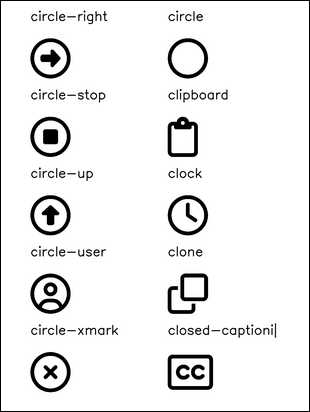 circle-right circle
circle-stop clipboard
circle-up clock
circle-user clone
circle-xmark closed-captioni
CC